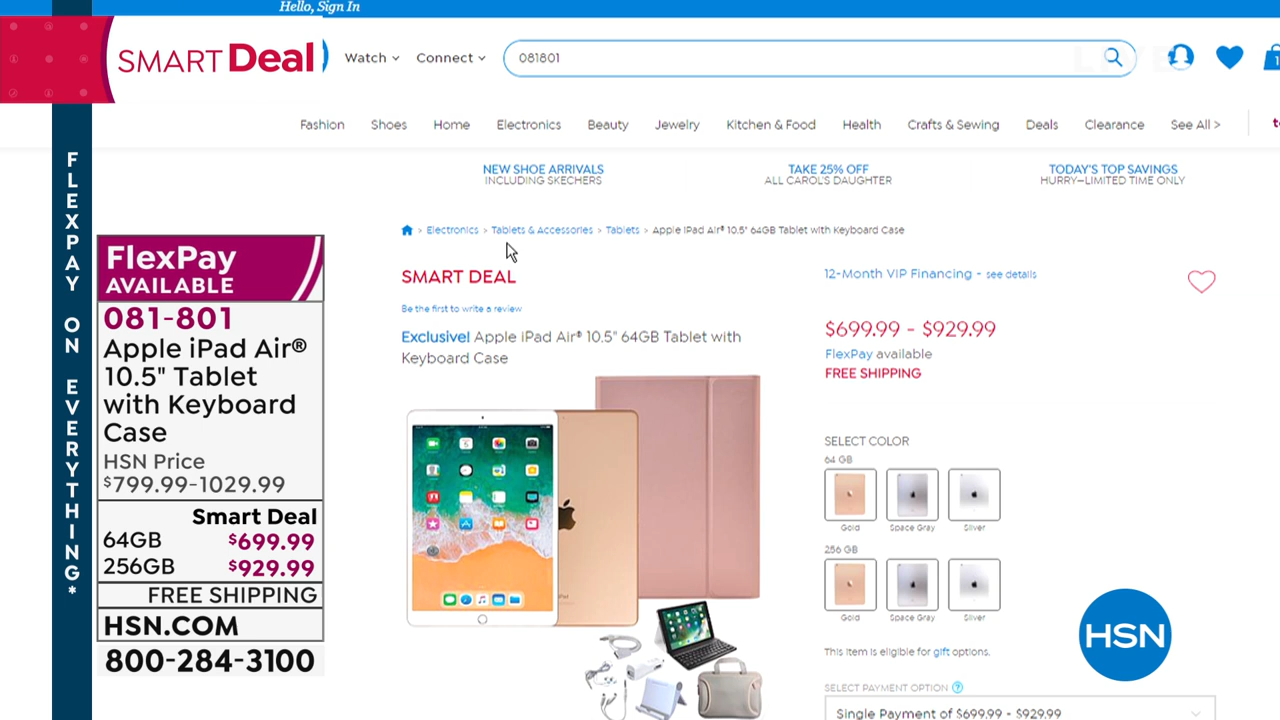 Hello, Sign In
SMART Deal
Watch
Connect
081801
1
Fashion
Shoes
Home
Electronics
Beauty
Jewelry
Kitchen & Food
Health
Crafts & Sewing
Deals
Clearance
See All >
NEW SHOE ARRIVALS
INCLUDING SKECHERS
TAKE 25% OFF
ALL CAROL'S DAUGHTER
TODAY'S TOP SAVINGS
HURRY—LIMITED TIME ONLY
FLEXPAY ON EVERYTHING*
FlexPay
AVAILABLE
081-801
Apple iPad Air®
10.5" Tablet
with Keyboard
Case
HSN Price
$799.99-1029.99
Smart Deal
64GB $699.99
256GB $929.99
FREE SHIPPING
HSN.COM
800-284-3100
> Electronics > Tablets & Accessories > Tablets > Apple iPad Air® 10.5" 64GB Tablet with Keyboard Case
SMART DEAL
Be the first to write a review
Exclusive! Apple iPad Air® 10.5" 64GB Tablet with
Keyboard Case
12-Month VIP Financing - see details
$699.99 - $929.99
FlexPay available
FREE SHIPPING
SELECT COLOR
64 GB
Gold
Space Gray
Silver
256 GB
Gold
Space Gray
Silver
This item is eligible for gift options.
SELECT PAYMENT OPTION ?
Single Payment of $699.99 - $929.99
HSN